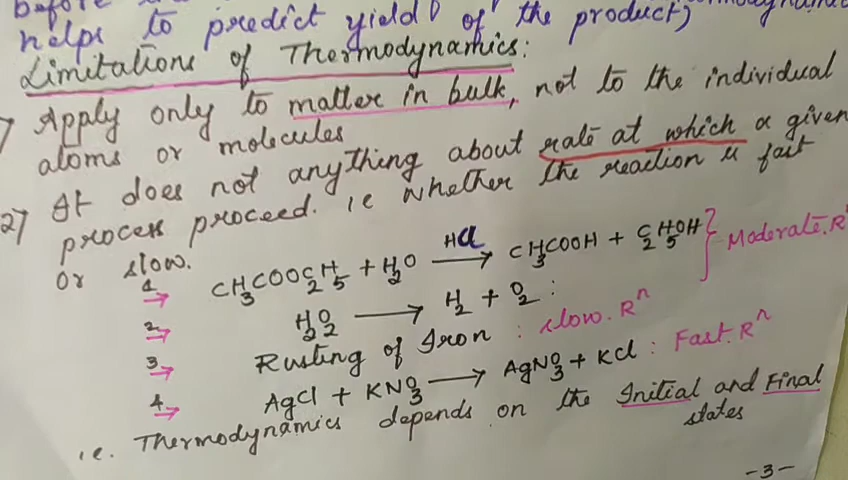 helps to predict yield of the product)
Limitations of Thermodynamics:
Apply only to matter in bulk, not to the individual
atoms or molecules
2) It does not anything about rate at which a given
process proceed. ie whether the reaction is fast
or slow.
1 → CH3COOC2H5 + H2O —HCl→ CH3COOH + C2H5OH } Moderate. R
2 → H2O2 → H2 + O2 :
3 → Rusting of Iron : slow. Rn
4 → AgCl + KNO3 → AgNO3 + KCl : Fast. Rn
i.e. Thermodynamics depends on the Initial and Final
states
-3-